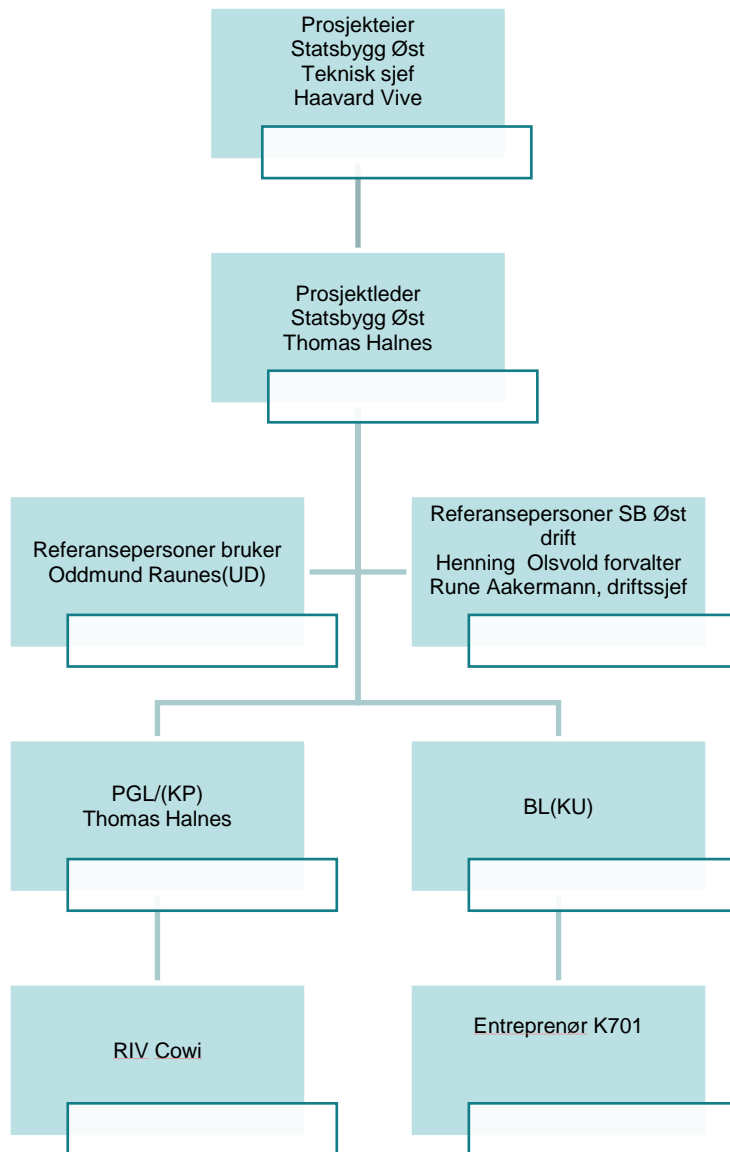 Prosjekteier
Statsbygg Øst
Teknisk sjef
Haavard Vive
Prosjektleder
Statsbygg Øst
Thomas Halnes
Referansepersoner bruker
Oddmund Raunes(UD)
Referansepersoner SB Øst
drift
Henning  Olsvold forvalter
Rune Aakermann, driftssjef
PGL/(KP)
Thomas Halnes
BL(KU)
RIV Cowi
Entreprenør K701